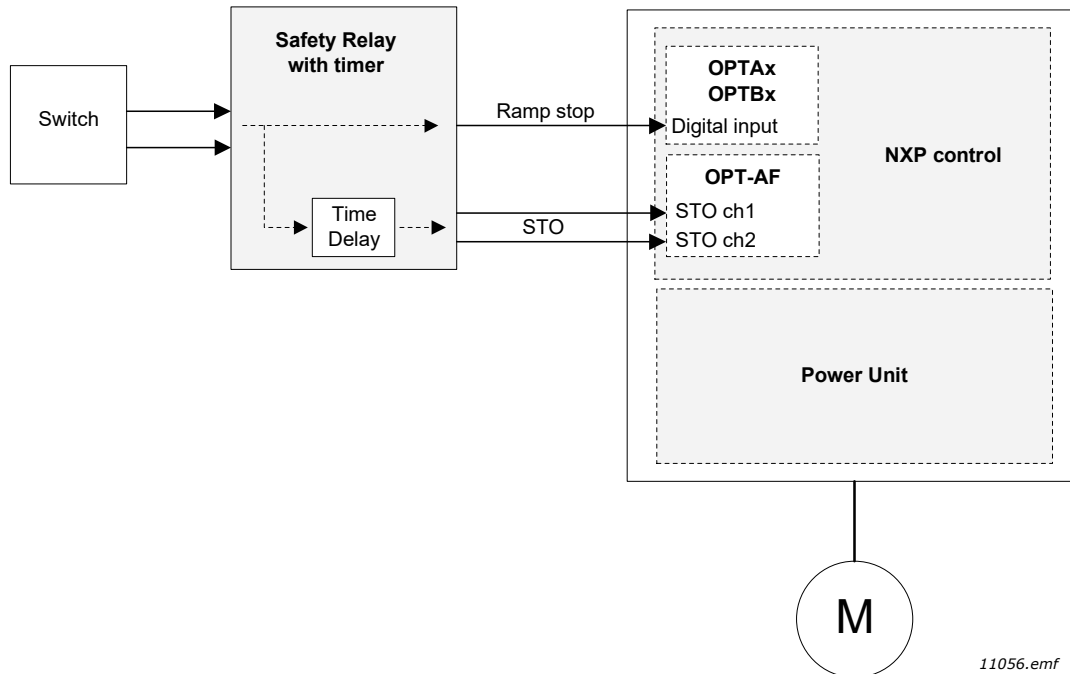 Switch
Safety Relay
with timer
Time
Delay
Ramp stop
STO
OPTAx
OPTBx
Digital input
OPT-AF
STO ch1
STO ch2
NXP control
Power Unit
M
11056.emf